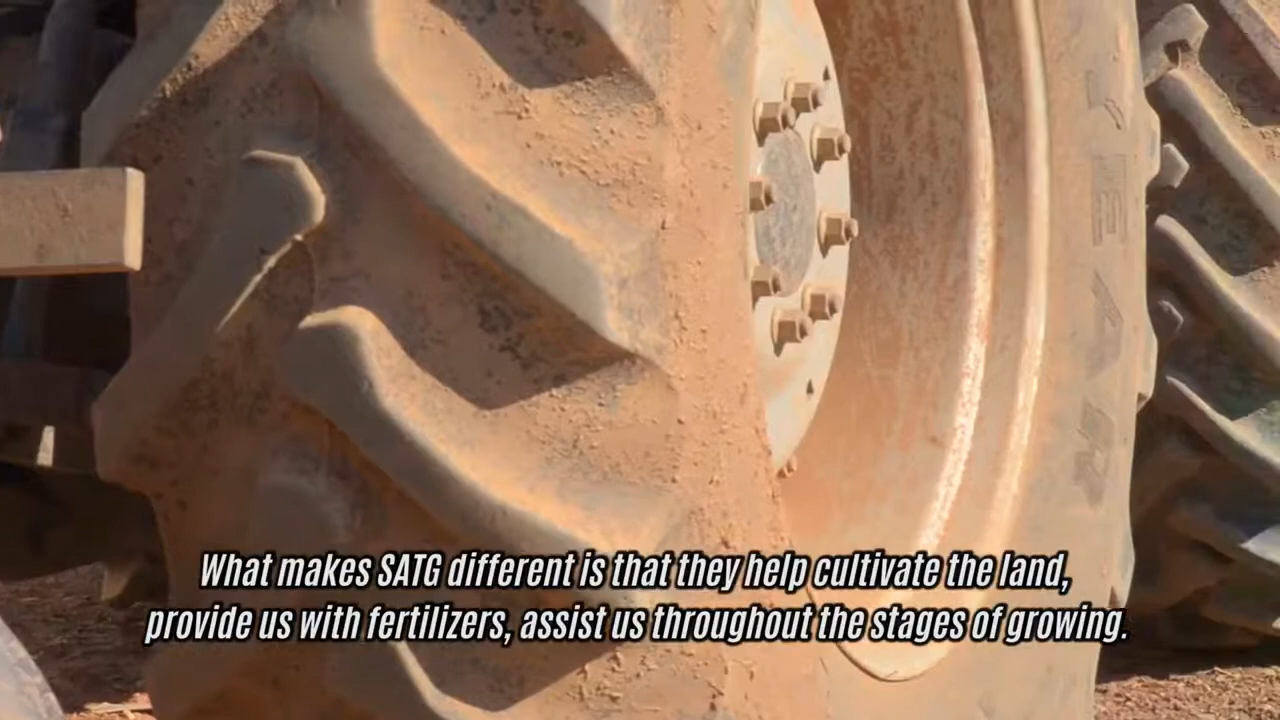 What makes SATG different is that they help cultivate the land,
provide us with fertilizers, assist us throughout the stages of growing.